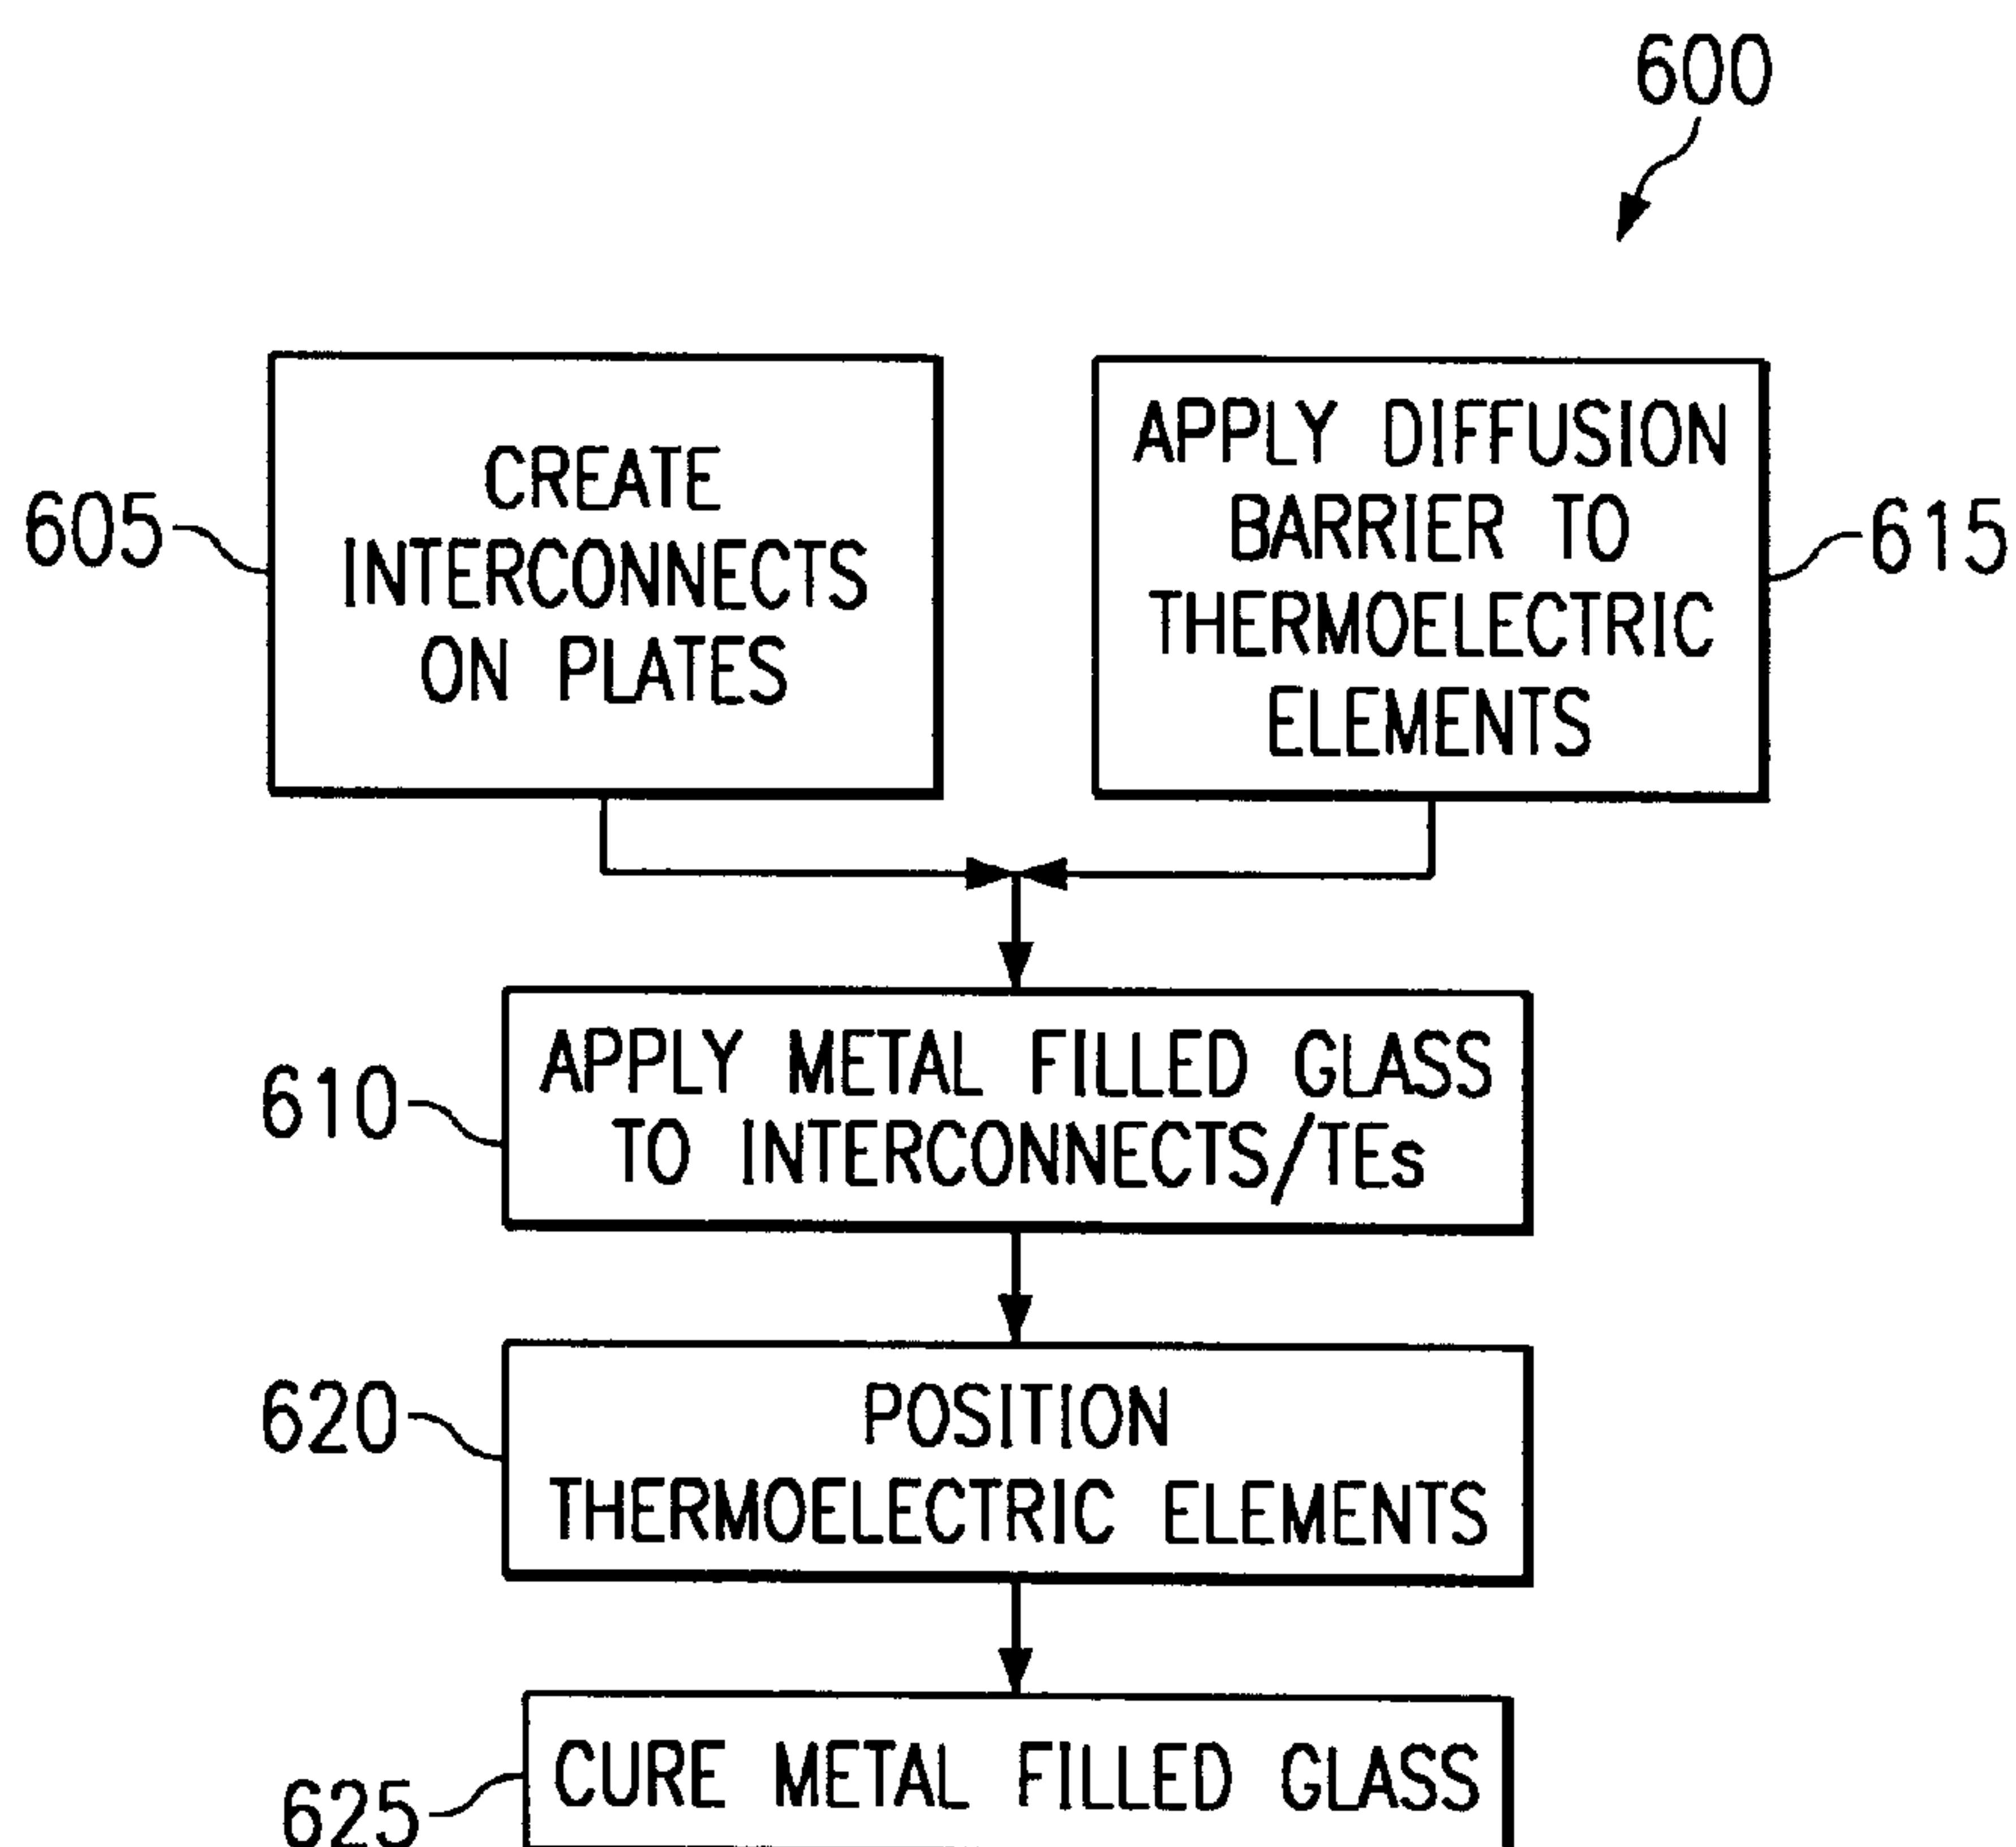 600
605
CREATE
INTERCONNECTS
ON PLATES
APPLY DIFFUSION
BARRIER TO
THERMOELECTRIC
ELEMENTS
615
610
APPLY METAL FILLED GLASS
TO INTERCONNECTS/TEs
620
POSITION
THERMOELECTRIC ELEMENTS
625
CURE METAL FILLED GLASS